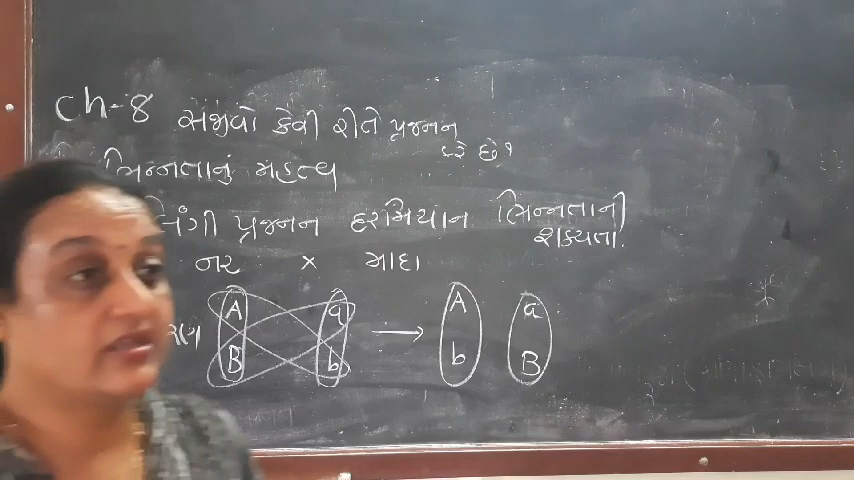 Ch-8 સજીવો કેવી રીતે પ્રજનન
કરે છે?
ભિન્નતાનું મહત્વ
લિંગી પ્રજનન દરમિયાન ભિન્નતાની
શક્યતા.
નર × માદા
A a → A a
B b b B